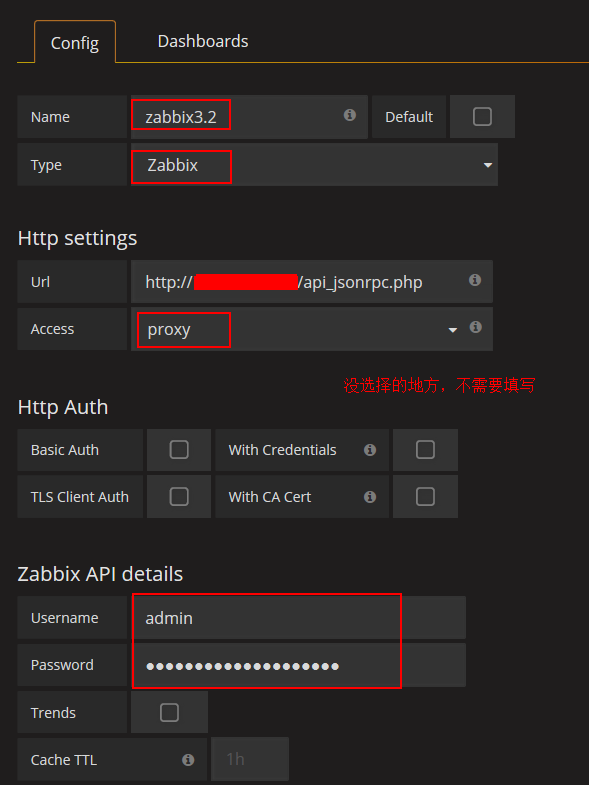 Config Dashboards
Name zabbix3.2 Default
Type Zabbix
Http settings
Url http:// /api_jsonrpc.php
Access proxy
没选择的地方，不需要填写
Http Auth
Basic Auth With Credentials
TLS Client Auth With CA Cert
Zabbix API details
Username admin
Password ••••••••••••••••••••
Trends
Cache TTL 1h